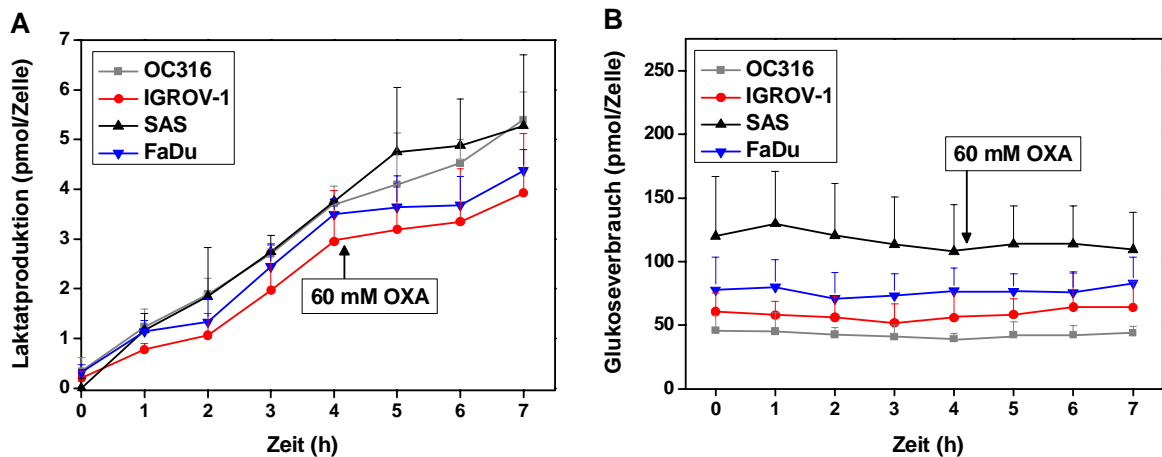 A
Laktatproduktion (pmol/Zelle)
7
6
5
4
3
2
1
0
OC316
IGROV-1
SAS
FaDu
60 mM OXA
0 1 2 3 4 5 6 7
Zeit (h)
B
Glukoseverbrauch (pmol/Zelle)
250
200
150
100
50
0
OC316
IGROV-1
SAS
FaDu
60 mM OXA
0 1 2 3 4 5 6 7
Zeit (h)